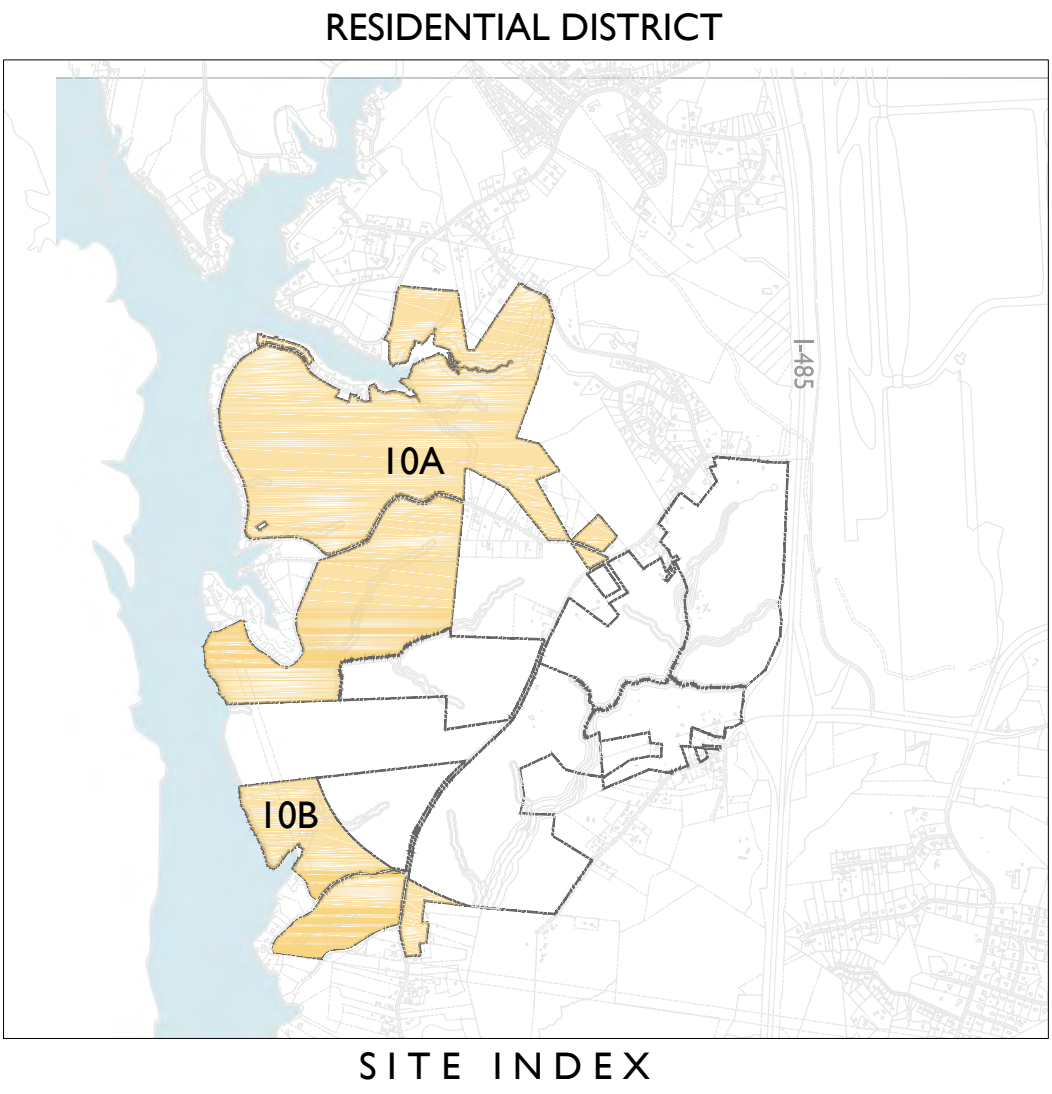 RESIDENTIAL DISTRICT
I-485
10A
10B
SITE INDEX